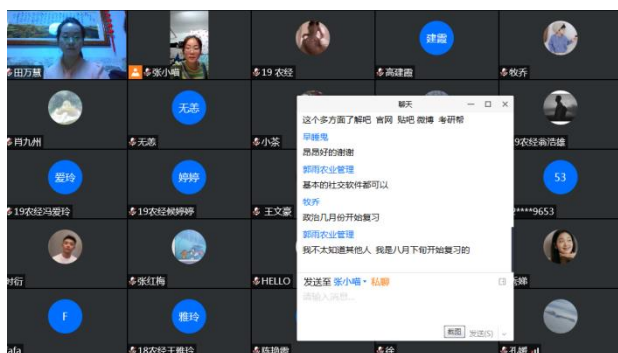 建霞
田万慧
张小喵
19 农经
高建霞
牧乔
无恙
肖九州
无恙
小茶
9农经翁浩雄
爱玲
婷婷
53
19农经冯爱玲
19农经候婷婷
王文豪
****9653
张红梅
HELLO
F
雅玲
18农经王雅玲
聊天
这个多方面了解吧 官网 贴吧 微博 考研帮
早睡鬼
昂昂好的谢谢
郭雨农业管理
基本的社交软件都可以
牧乔
政治几月份开始复习
郭雨农业管理
我不太知道其他人 我是八月下旬开始复习的
发送至 张小喵 私聊
请输入消息...
截图 发送(S)